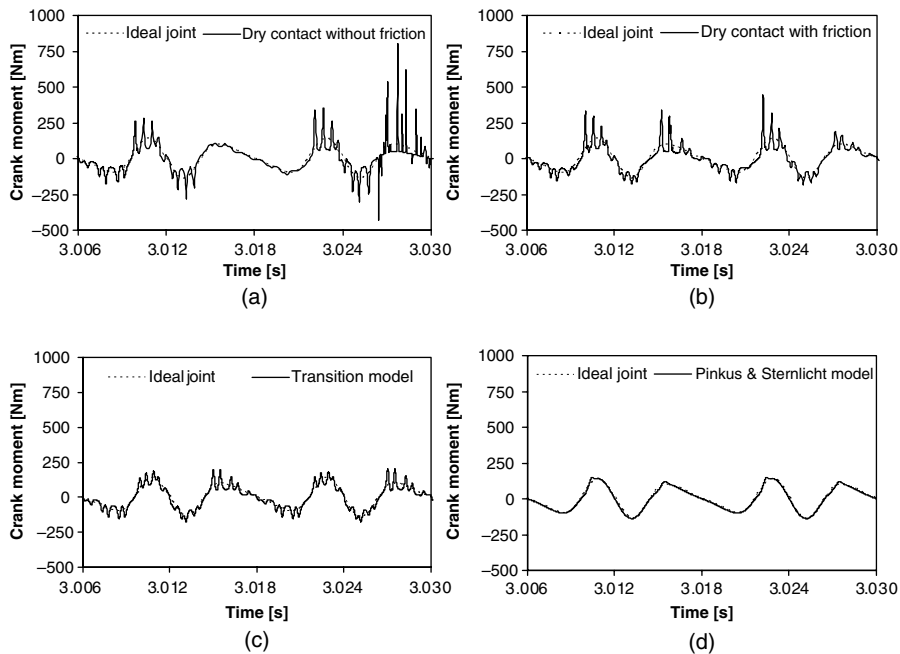 1000
750
500
250
0
−250
−500
Crank moment [Nm]
Ideal joint Dry contact without friction
3.006 3.012 3.018 3.024 3.030
Time [s]
(a)
1000
750
500
250
0
−250
−500
Crank moment [Nm]
Ideal joint Dry contact with friction
3.006 3.012 3.018 3.024 3.030
Time [s]
(b)
1000
750
500
250
0
−250
−500
Crank moment [Nm]
Ideal joint Transition model
3.006 3.012 3.018 3.024 3.030
Time [s]
(c)
1000
750
500
250
0
−250
−500
Crank moment [Nm]
Ideal joint Pinkus & Sternlicht model
3.006 3.012 3.018 3.024 3.030
Time [s]
(d)